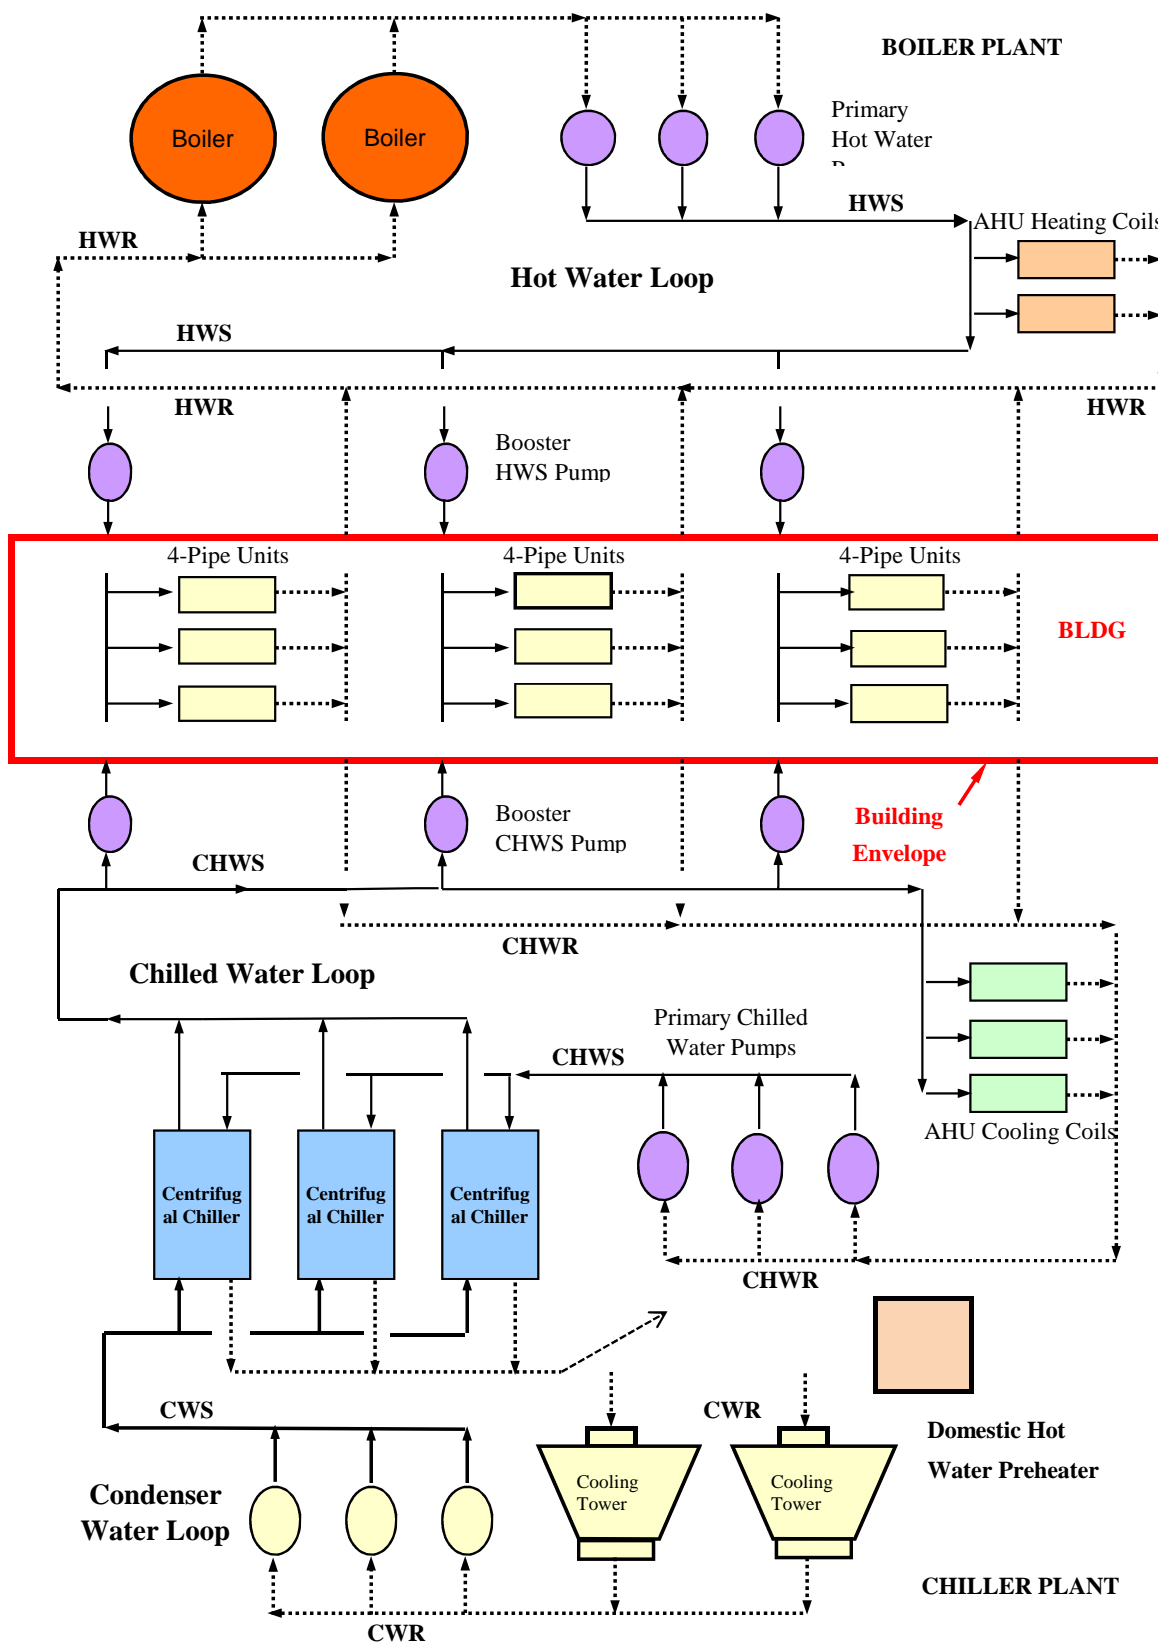 BOILER PLANT
Boiler
Boiler
Primary
Hot Water
HWS
AHU Heating Coils
HWR
Hot Water Loop
HWS
HWR
HWR
Booster
HWS Pump
4-Pipe Units
4-Pipe Units
4-Pipe Units
BLDG
Booster
CHWS Pump
Building
Envelope
CHWS
CHWR
Chilled Water Loop
Primary Chilled
Water Pumps
CHWS
AHU Cooling Coils
Centrifug
al Chiller
Centrifug
al Chiller
Centrifug
al Chiller
CHWR
CWS
CWR
Domestic Hot
Water Preheater
Cooling
Tower
Cooling
Tower
Condenser
Water Loop
CHILLER PLANT
CWR